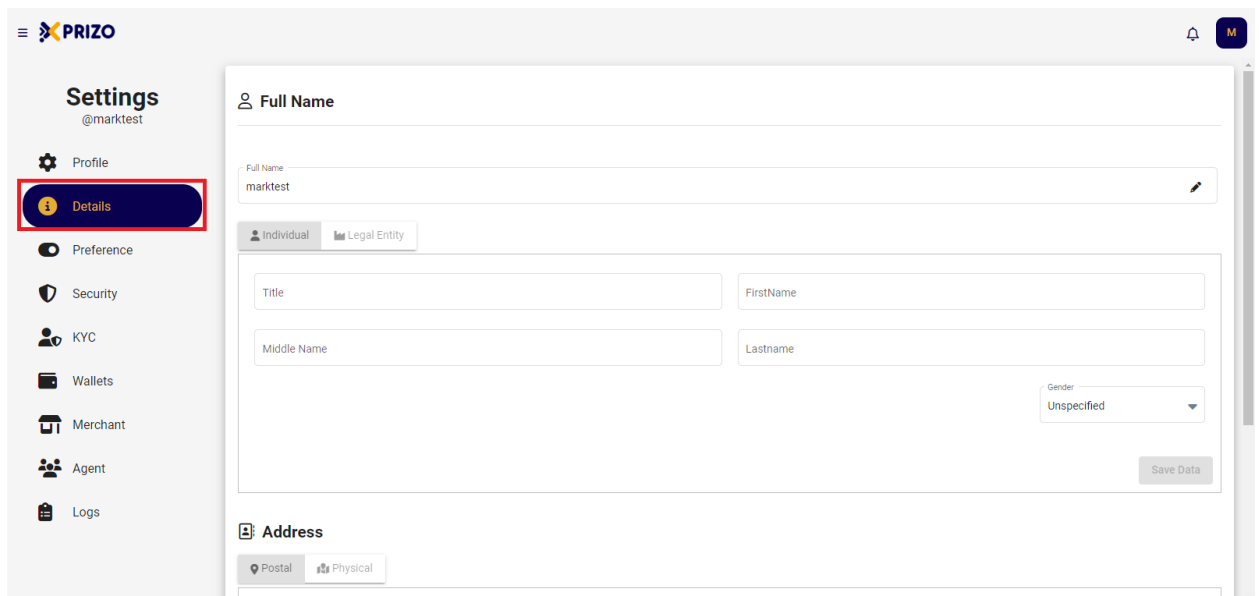 PRIZO
M
Settings
@marktest
Profile
Details
Preference
Security
KYC
Wallets
Merchant
Agent
Logs
Full Name
Full Name
marktest
Individual
Legal Entity
Title
FirstName
Middle Name
Lastname
Gender
Unspecified
Save Data
Address
Postal
Physical